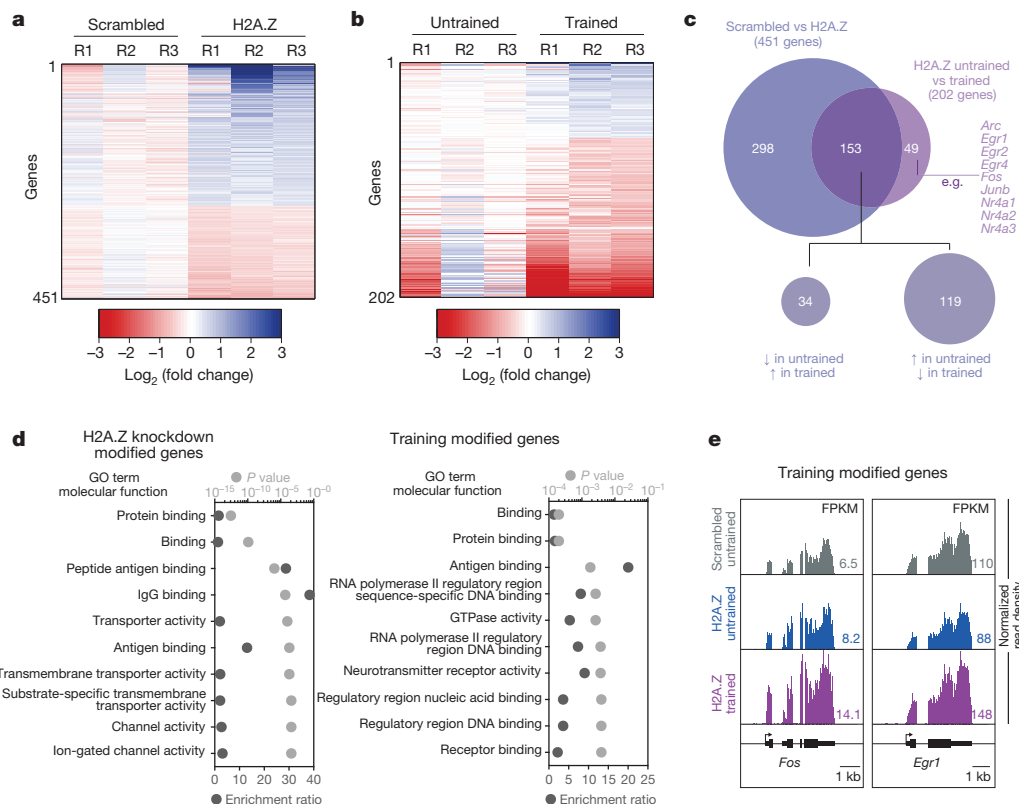 a
Scrambled H2A.Z
R1 R2 R3 R1 R2 R3
1
Genes
451
−3 −2 −1 0 1 2 3
Log2 (fold change)
b
Untrained Trained
R1 R2 R3 R1 R2 R3
1
Genes
202
−3 −2 −1 0 1 2 3
Log2 (fold change)
c
Scrambled vs H2A.Z
(451 genes)
H2A.Z untrained
vs trained
(202 genes)
298 153 49
e.g.
Arc
Egr1
Egr2
Egr4
Fos
Junb
Nr4a1
Nr4a2
Nr4a3
34 119
↓ in untrained
↑ in trained
↑ in untrained
↓ in trained
d
H2A.Z knockdown
modified genes
GO term
molecular function
P value
10−15 10−10 10−5 10−0
Protein binding
Binding
Peptide antigen binding
IgG binding
Transporter activity
Antigen binding
Transmembrane transporter activity
Substrate-specific transmembrane
transporter activity
Channel activity
Ion-gated channel activity
0 10 20 30 40
Enrichment ratio
Training modified genes
GO term
molecular function
P value
10−4 10−3 10−2 10−1
Binding
Protein binding
Antigen binding
RNA polymerase II regulatory region
sequence-specific DNA binding
GTPase activity
RNA polymerase II regulatory
region DNA binding
Neurotransmitter receptor activity
Regulatory region nucleic acid binding
Regulatory region DNA binding
Receptor binding
0 5 10 15 20 25
Enrichment ratio
e
Training modified genes
FPKM FPKM
Scrambled
untrained
6.5 110
H2A.Z
untrained
8.2 88
H2A.Z
trained
14.1 148
Normalized
read density
Fos
1 kb
Egr1
1 kb